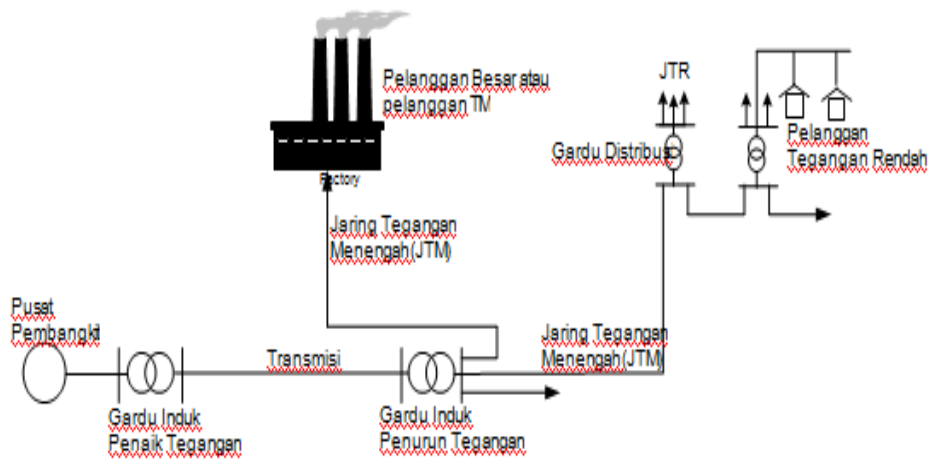 Pelanggan Besar atau
pelanggan TM
Factory
JTR
Gardu Distribusi
Pelanggan
Tegangan Rendah
Jaring Tegangan
Menengah(JTM)
Pusat
Pembangkit
Transmisi
Jaring Tegangan
Menengah(JTM)
Gardu Induk
Penaik Tegangan
Gardu Induk
Penurun Tegangan